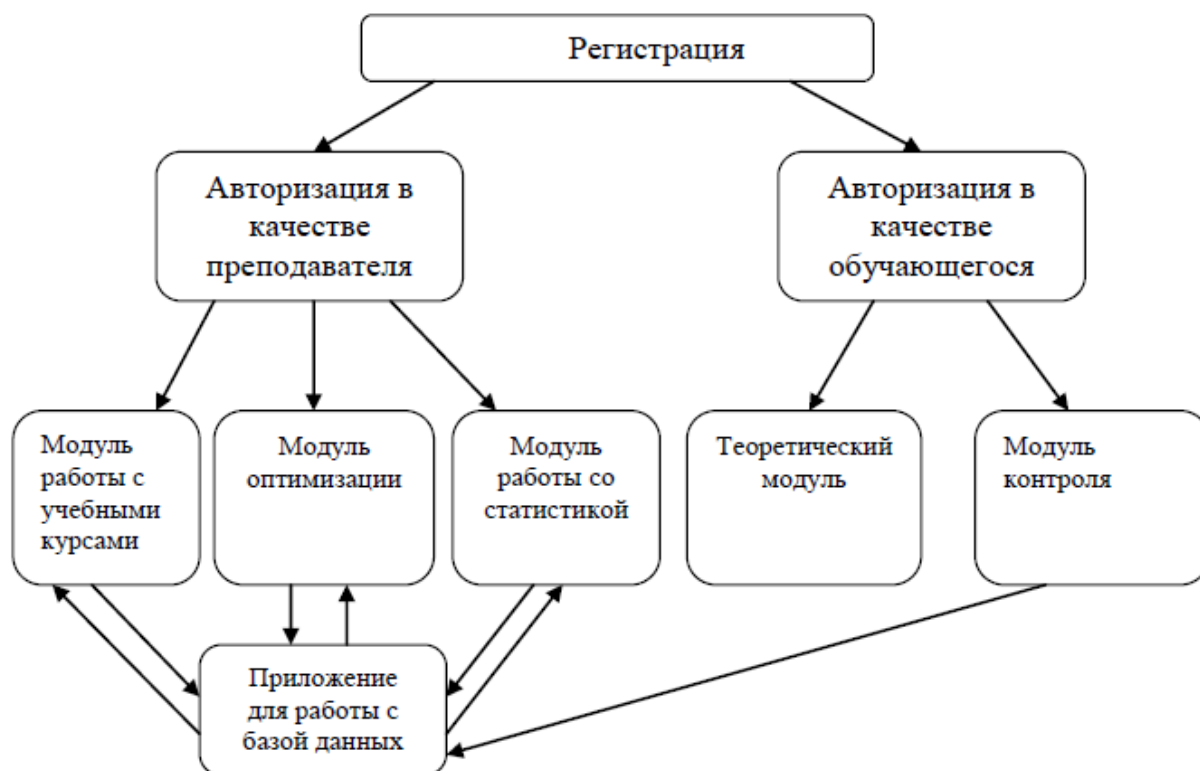 Регистрация
Авторизация в
качестве
преподавателя
Авторизация в
качестве
обучающегося
Модуль
работы с
учебными
курсами
Модуль
оптимизации
Модуль
работы со
статистикой
Теоретический
модуль
Модуль
контроля
Приложение
для работы с
базой данных